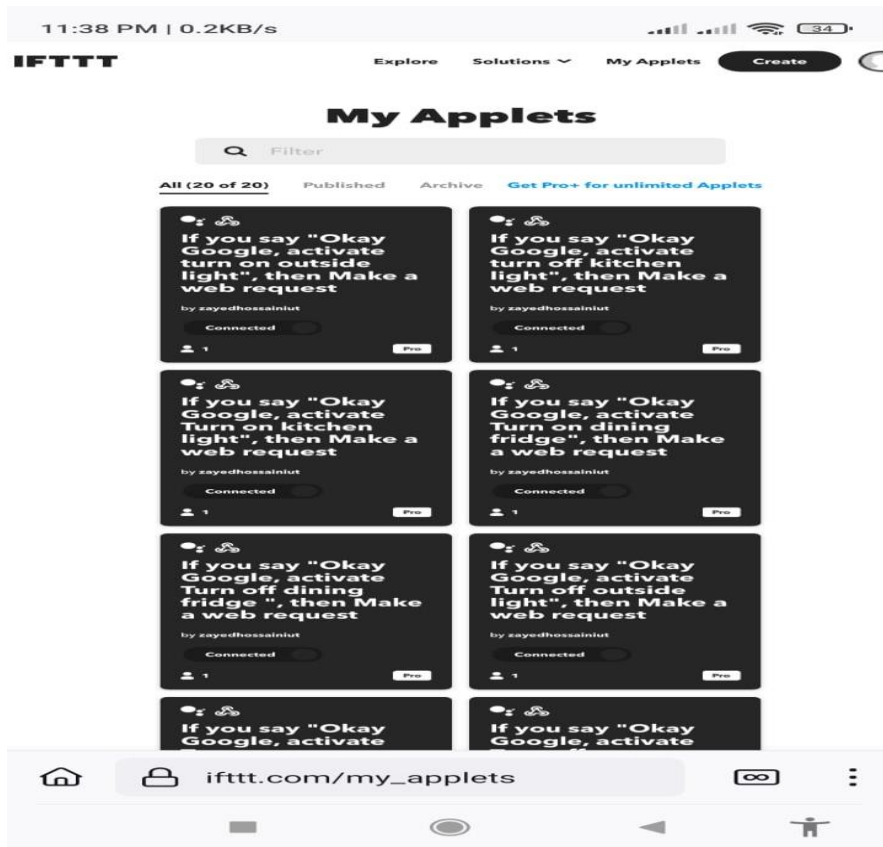 11:38 PM | 0.2KB/s
34
IFTTT
Explore
Solutions
My Applets
Create
My Applets
Filter
All (20 of 20)
Published
Archive
Get Pro+ for unlimited Applets
If you say "Okay
Google, activate
turn on outside
light", then Make a
web request
by zayedhossainiut
Connected
1
Pro
If you say "Okay
Google, activate
turn off kitchen
light", then Make a
web request
by zayedhossainiut
Connected
1
Pro
If you say "Okay
Google, activate
Turn on kitchen
light", then Make a
web request
by zayedhossainiut
Connected
1
Pro
If you say "Okay
Google, activate
Turn on dining
fridge", then Make
a web request
by zayedhossainiut
Connected
1
Pro
If you say "Okay
Google, activate
Turn off dining
fridge ", then Make
a web request
by zayedhossainiut
Connected
1
Pro
If you say "Okay
Google, activate
Turn off outside
light", then Make a
web request
by zayedhossainiut
Connected
1
Pro
If you say "Okay
Google, activate
If you say "Okay
Google, activate
ifttt.com/my_applets